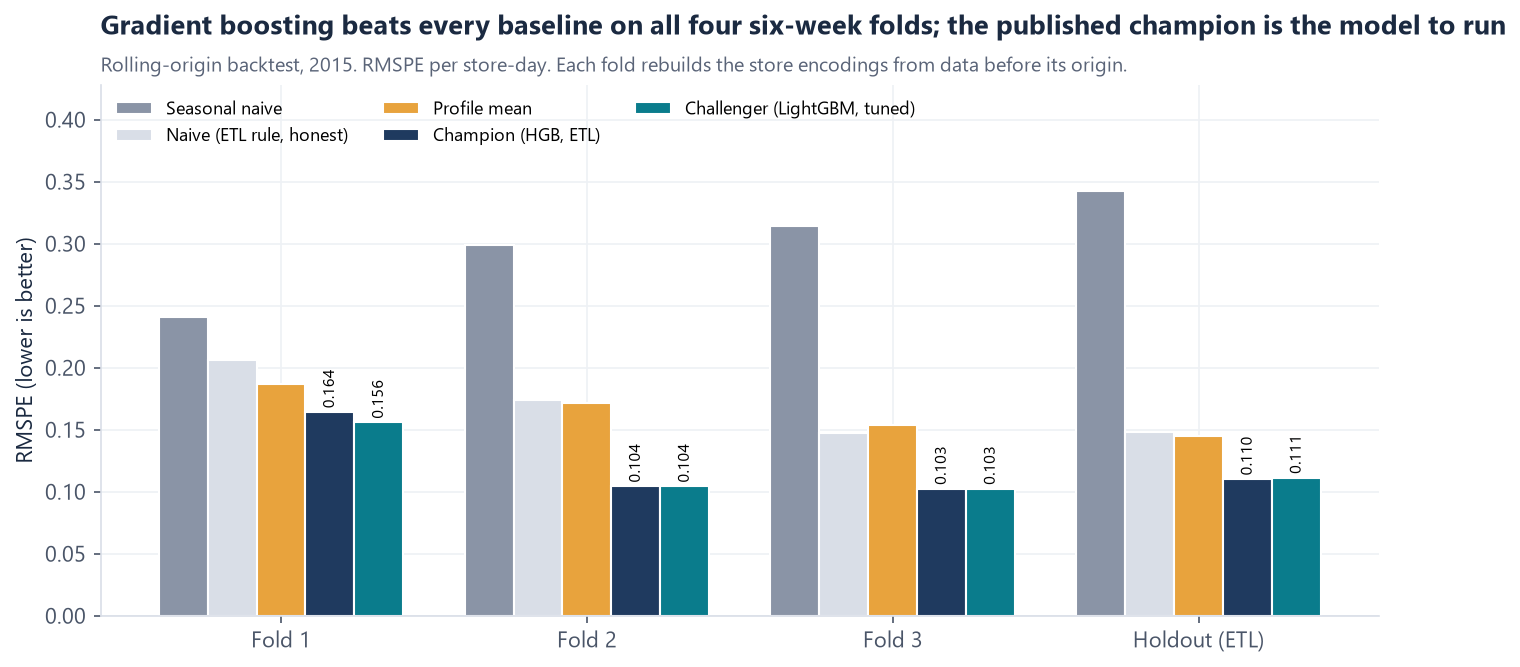 Gradient boosting beats every baseline on all four six-week folds; the published champion is the model to run
Rolling-origin backtest, 2015. RMSPE per store-day. Each fold rebuilds the store encodings from data before its origin.
Seasonal naive
Naive (ETL rule, honest)
Profile mean
Champion (HGB, ETL)
Challenger (LightGBM, tuned)
RMSPE (lower is better)
0.40
0.35
0.30
0.25
0.20
0.15
0.10
0.05
0.00
0.164
0.156
0.104
0.104
0.103
0.103
0.110
0.111
Fold 1
Fold 2
Fold 3
Holdout (ETL)